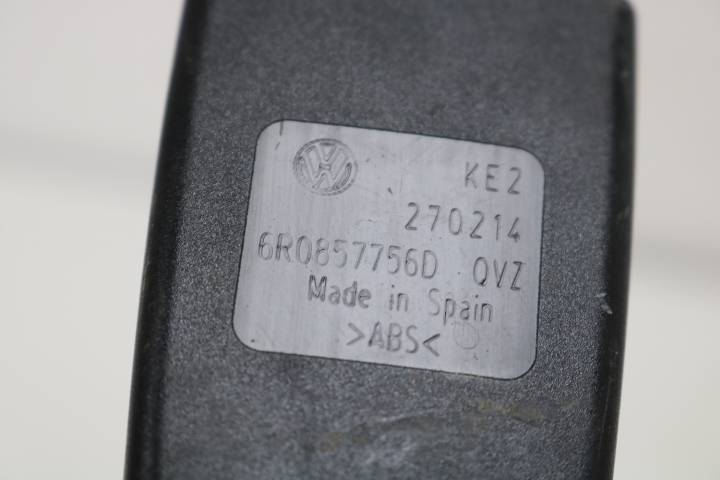 KE2
270214
6R0857756D QVZ
Made in Spain
>ABS<